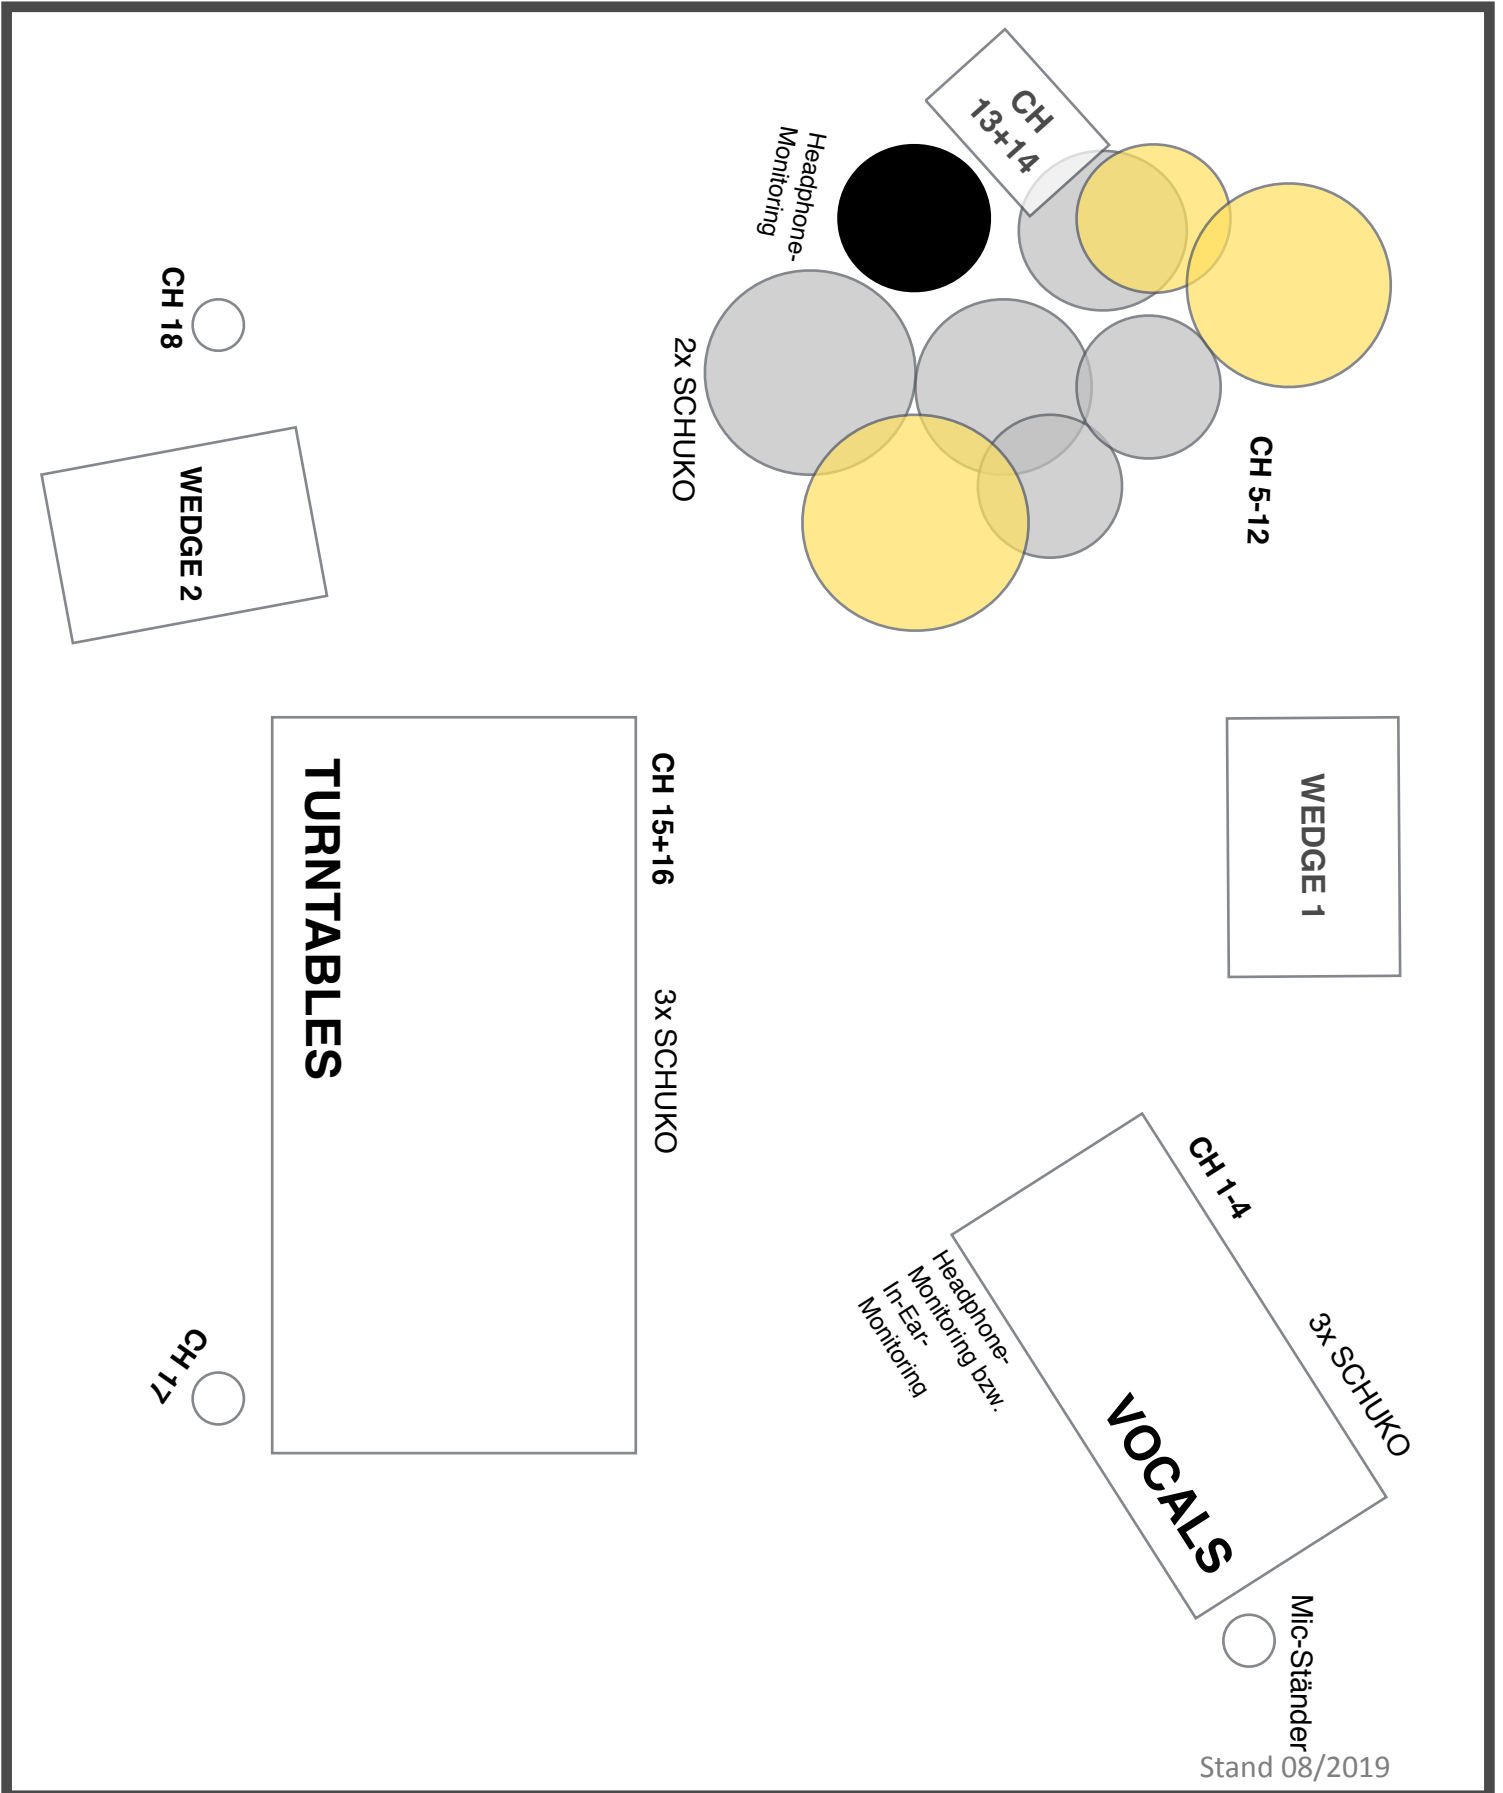 CH
13+14
Headphone-
Monitoring
CH 18
2x SCHUKO
CH 5-12
WEDGE 2
TURNTABLES
CH 15+16
3x SCHUKO
WEDGE 1
CH 1-4
3x SCHUKO
Headphone-
Monitoring bzw.
In-Ear-
Monitoring
VOCALS
CH 17
Mic-Ständer
Stand 08/2019